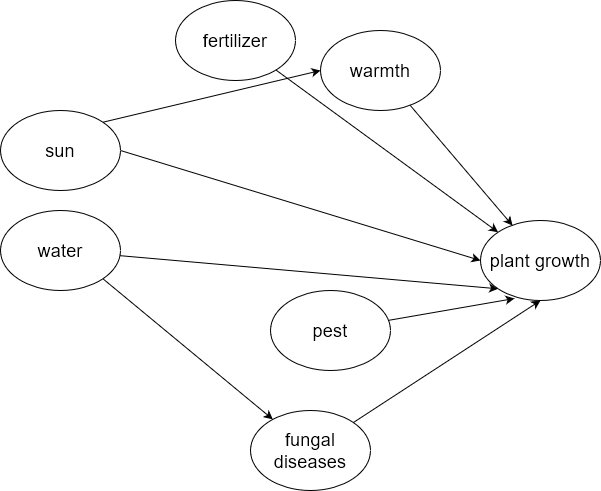 fertilizer
warmth
sun
water
plant growth
pest
fungal
diseases